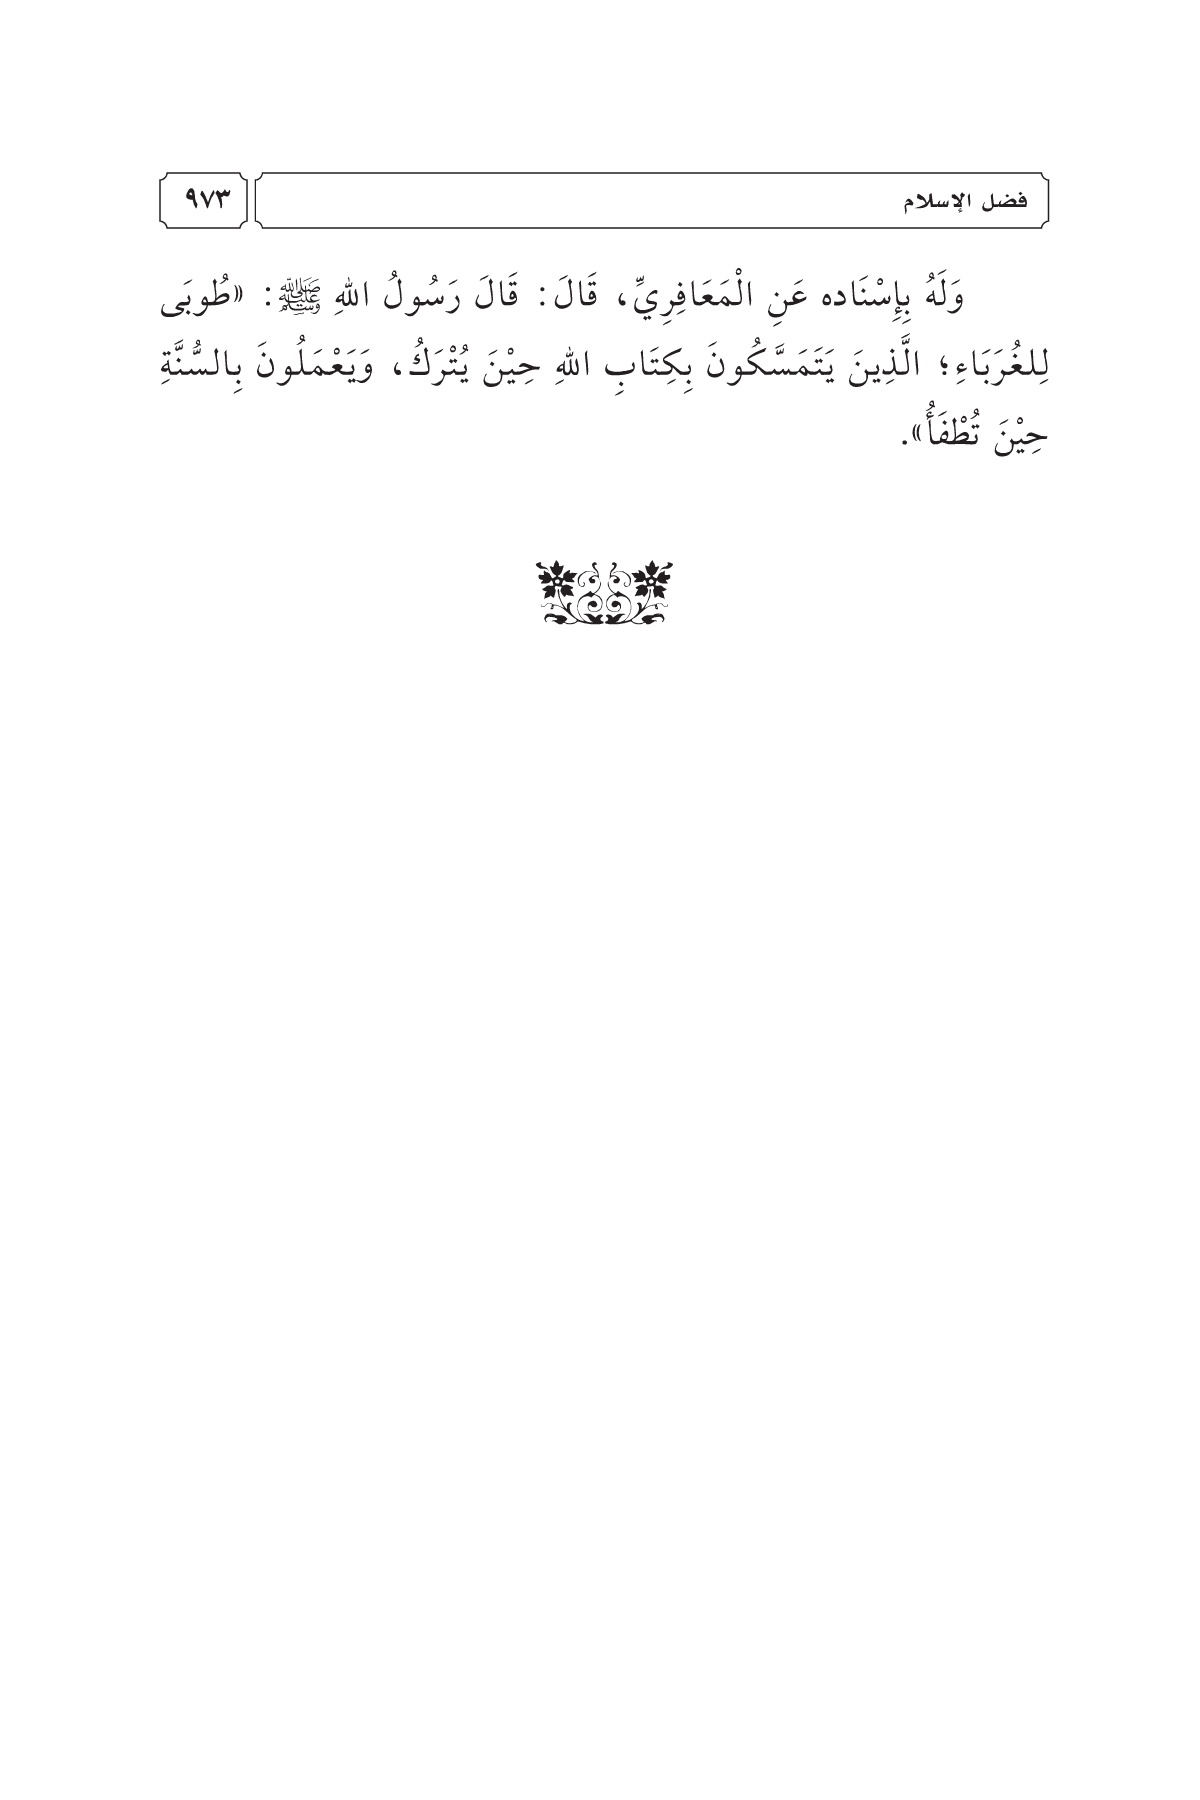 فضل الإسلام ٩٧٣
وَلَهُ بِإِسْنَاده عَنِ الْمَعَافِرِيِّ، قَالَ: قَالَ رَسُولُ اللهِ ﷺ: «طُوبَى
لِلغُرَبَاءِ؛ الَّذِينَ يَتَمَسَّكُونَ بِكِتَابِ اللهِ حِيْنَ يُتْرَكُ، وَيَعْمَلُونَ بِالسُّنَّةِ
حِيْنَ تُطْفَأُ».